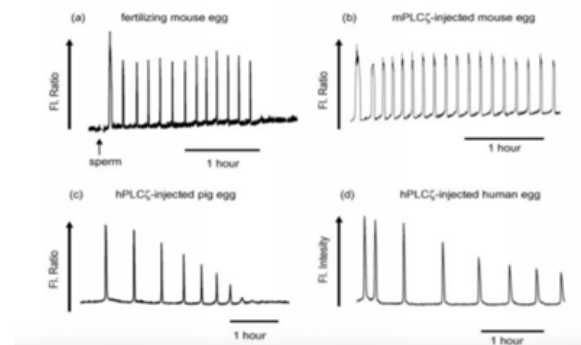 (a) fertilizing mouse egg
Fl. Ratio
sperm
1 hour
(b) mPLCζ-injected mouse egg
Fl. Ratio
1 hour
(c) hPLCζ-injected pig egg
Fl. Ratio
1 hour
(d) hPLCζ-injected human egg
Fl. Intesity
1 hour